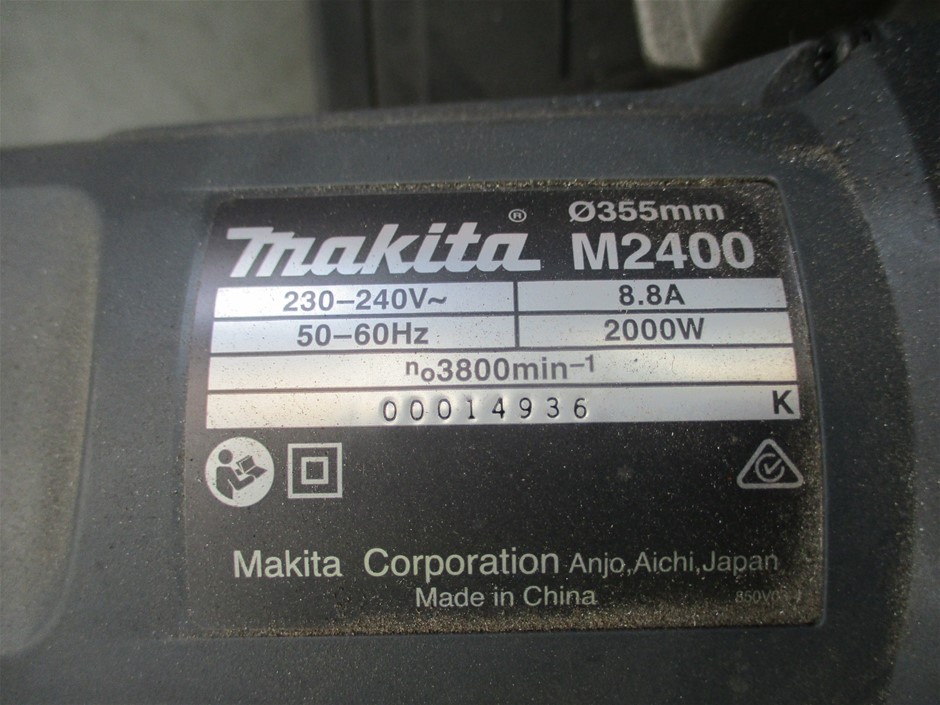 makita® Ø355mm
M2400
230–240V~ 8.8A
50–60Hz 2000W
n₀3800min⁻¹
00014936 K
Makita Corporation Anjo,Aichi,Japan
Made in China